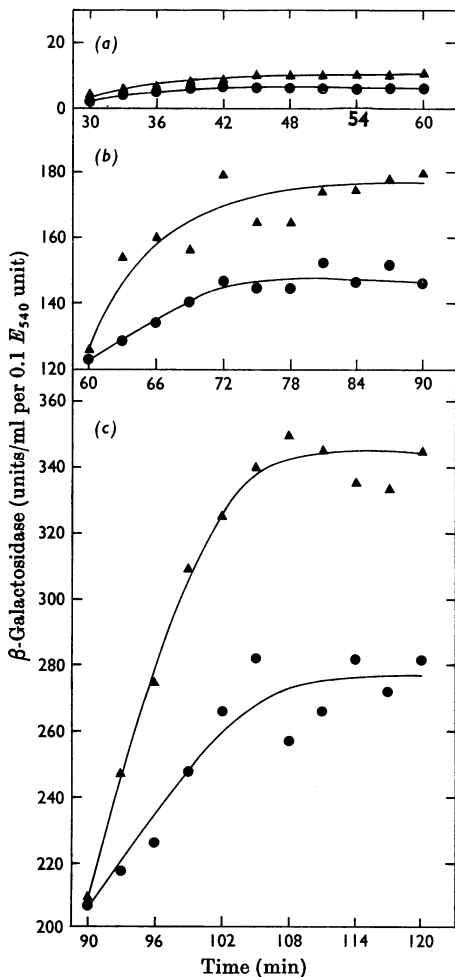 (a)
20
10
0
30 36 42 48 54 60
(b)
180
160
140
120
60 66 72 78 84 90
(c)
360
340
320
300
280
260
240
220
200
90 96 102 108 114 120
β-Galactosidase (units/ml per 0.1 E540 unit)
Time (min)